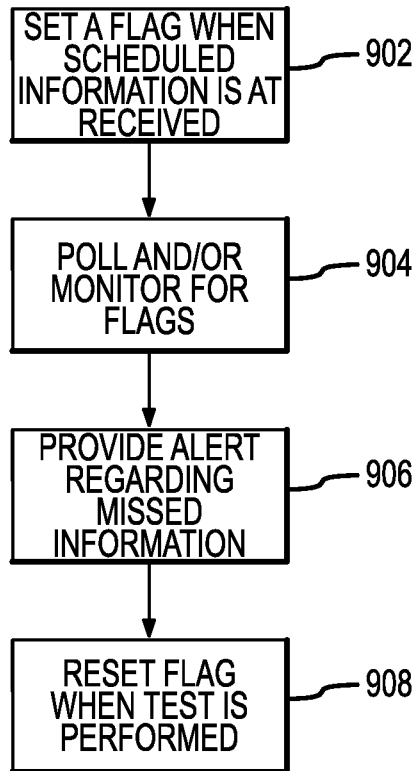 SET A FLAG WHEN
SCHEDULED
INFORMATION IS AT
RECEIVED
902
POLL AND/OR
MONITOR FOR
FLAGS
904
PROVIDE ALERT
REGARDING
MISSED
INFORMATION
906
RESET FLAG
WHEN TEST IS
PERFORMED
908